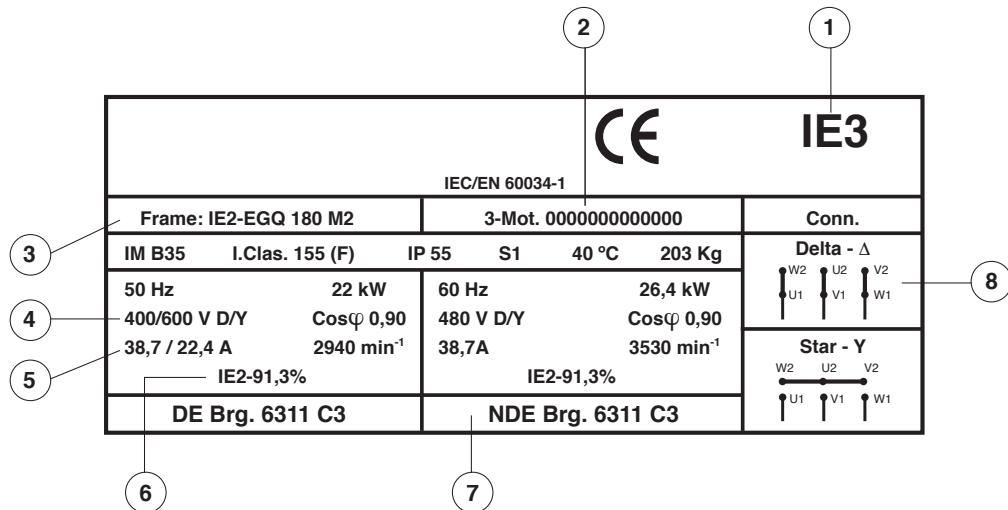 2
1
CE
IE3
IEC/EN 60034-1
Frame: IE2-EGQ 180 M2
3-Mot. 0000000000000
Conn.
3
IM B35 I.Clas. 155 (F) IP 55 S1 40 ºC 203 Kg
Delta - Δ
W2 U2 V2
U1 V1 W1
8
50 Hz 22 kW
60 Hz 26,4 kW
4
400/600 V D/Y Cosφ 0,90
480 V D/Y Cosφ 0,90
5
38,7 / 22,4 A 2940 min-1
38,7A 3530 min-1
IE2-91,3%
IE2-91,3%
Star - Y
W2 U2 V2
U1 V1 W1
DE Brg. 6311 C3
NDE Brg. 6311 C3
6
7